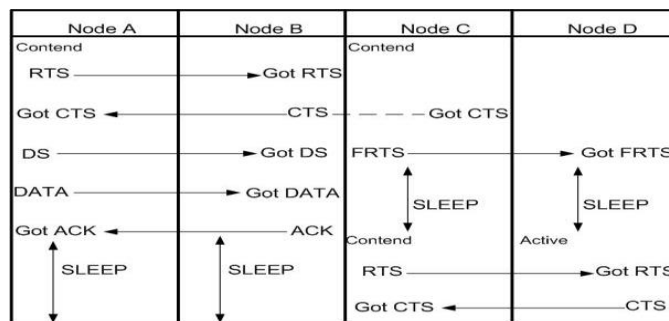 Node A Node B Node C Node D
Contend Contend
RTS Got RTS
Got CTS CTS Got CTS
DS Got DS FRTS Got FRTS
DATA Got DATA
SLEEP SLEEP
Got ACK ACK
Contend Active
SLEEP SLEEP RTS Got RTS
Got CTS CTS